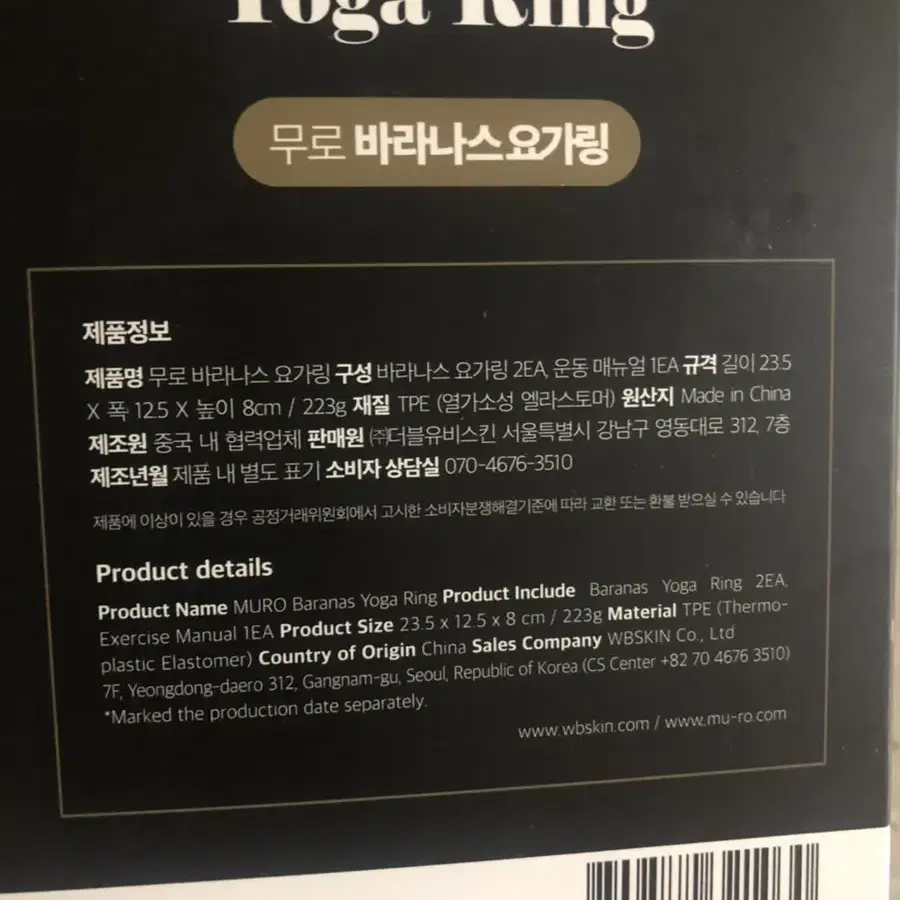 Yoga Ring
무로 바라나스 요가링
제품정보
제품명 무로 바라나스 요가링 구성 바라나스 요가링 2EA, 운동 매뉴얼 1EA 규격 길이 23.5
X 폭 12.5 X 높이 8cm / 223g 재질 TPE (열가소성 엘라스토머) 원산지 Made in China
제조원 중국 내 협력업체 판매원 ㈜더블유비스킨 서울특별시 강남구 영동대로 312, 7층
제조년월 제품 내 별도 표기 소비자 상담실 070-4676-3510
제품에 이상이 있을 경우 공정거래위원회에서 고시한 소비자분쟁해결기준에 따라 교환 또는 환불 받으실 수 있습니다
Product details
Product Name MURO Baranas Yoga Ring Product Include Baranas Yoga Ring 2EA,
Exercise Manual 1EA Product Size 23.5 x 12.5 x 8 cm / 223g Material TPE (Thermo-
plastic Elastomer) Country of Origin China Sales Company WBSKIN Co., Ltd
7F, Yeongdong-daero 312, Gangnam-gu, Seoul, Republic of Korea (CS Center +82 70 4676 3510)
*Marked the production date separately.
www.wbskin.com / www.mu-ro.com